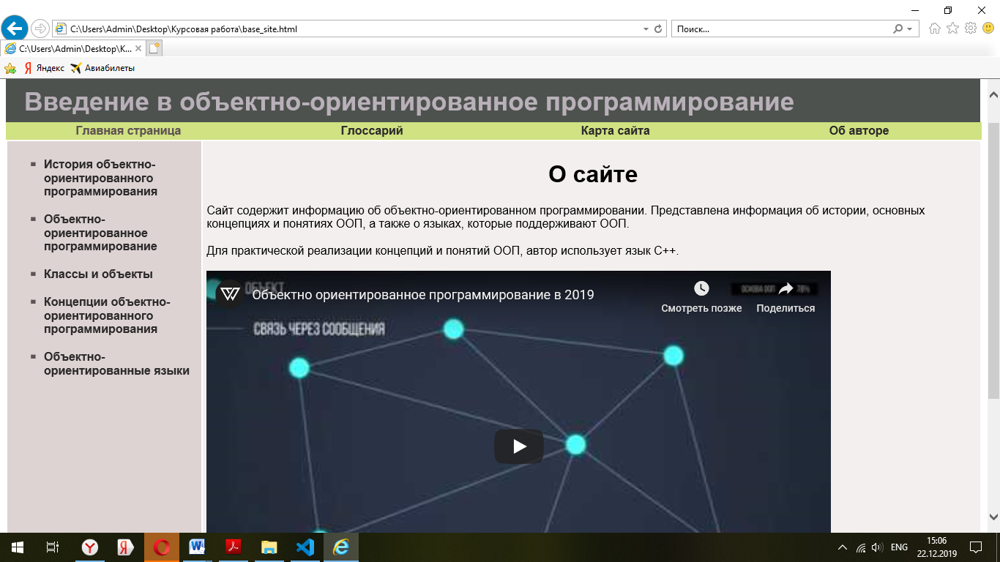 C:\Users\Admin\Desktop\Курсовая работа\base_site.html
Поиск...
C:\Users\Admin\Desktop\К...
Яндекс
Авиабилеты
Введение в объектно-ориентированное программирование
Главная страница
Глоссарий
Карта сайта
Об авторе
История объектно-
ориентированного
программирования
Объектно-
ориентированное
программирование
Классы и объекты
Концепции объектно-
ориентированного
программирования
Объектно-
ориентированные языки
О сайте
Сайт содержит информацию об объектно-ориентированном программировании. Представлена информация об истории, основных
концепциях и понятиях ООП, а также о языках, которые поддерживают ООП.
Для практической реализации концепций и понятий ООП, автор использует язык C++.
ОБЪЕКТ
Объектно ориентированное программирование в 2019
ОСНОВА ООП
Смотреть позже
Поделиться
СВЯЗЬ ЧЕРЕЗ СООБЩЕНИЯ
ENG
15:06
22.12.2019